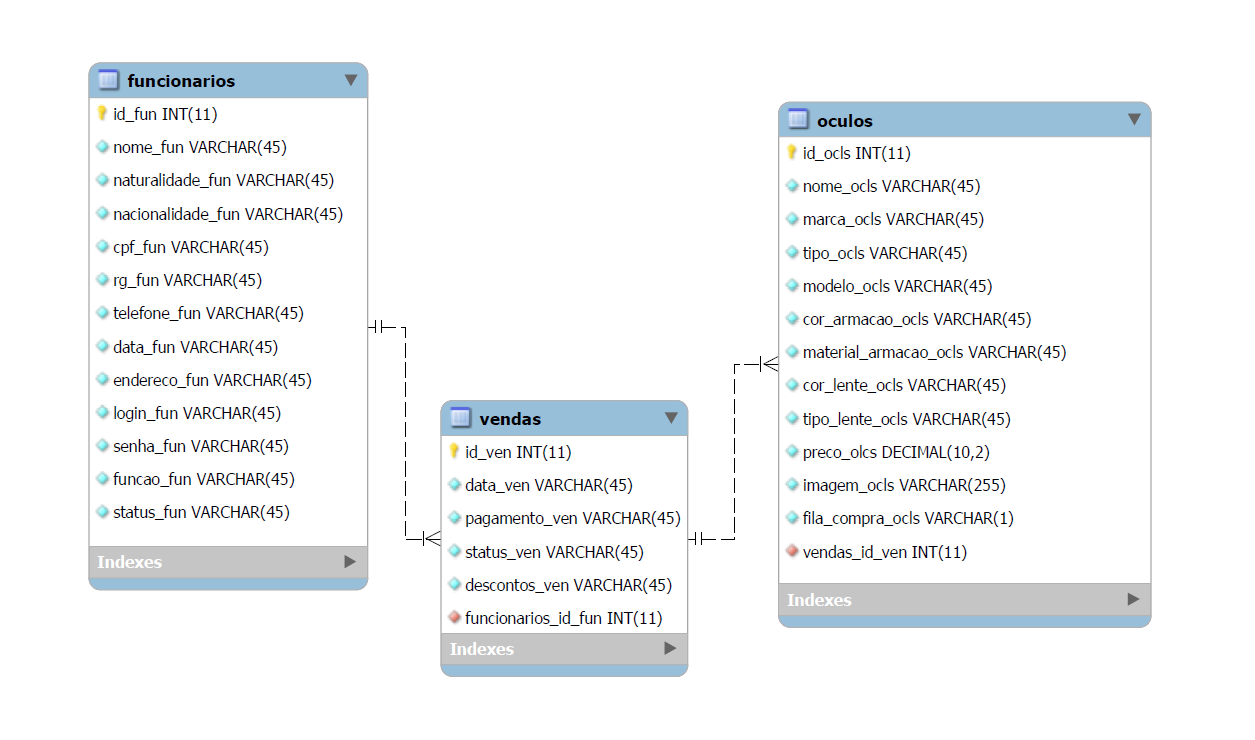 funcionarios
id_fun INT(11)
nome_fun VARCHAR(45)
naturalidade_fun VARCHAR(45)
nacionalidade_fun VARCHAR(45)
cpf_fun VARCHAR(45)
rg_fun VARCHAR(45)
telefone_fun VARCHAR(45)
data_fun VARCHAR(45)
endereco_fun VARCHAR(45)
login_fun VARCHAR(45)
senha_fun VARCHAR(45)
funcao_fun VARCHAR(45)
status_fun VARCHAR(45)
Indexes
vendas
id_ven INT(11)
data_ven VARCHAR(45)
pagamento_ven VARCHAR(45)
status_ven VARCHAR(45)
descontos_ven VARCHAR(45)
funcionarios_id_fun INT(11)
Indexes
oculos
id_ocls INT(11)
nome_ocls VARCHAR(45)
marca_ocls VARCHAR(45)
tipo_ocls VARCHAR(45)
modelo_ocls VARCHAR(45)
cor_armacao_ocls VARCHAR(45)
material_armacao_ocls VARCHAR(45)
cor_lente_ocls VARCHAR(45)
tipo_lente_ocls VARCHAR(45)
preco_olcs DECIMAL(10,2)
imagem_ocls VARCHAR(255)
fila_compra_ocls VARCHAR(1)
vendas_id_ven INT(11)
Indexes